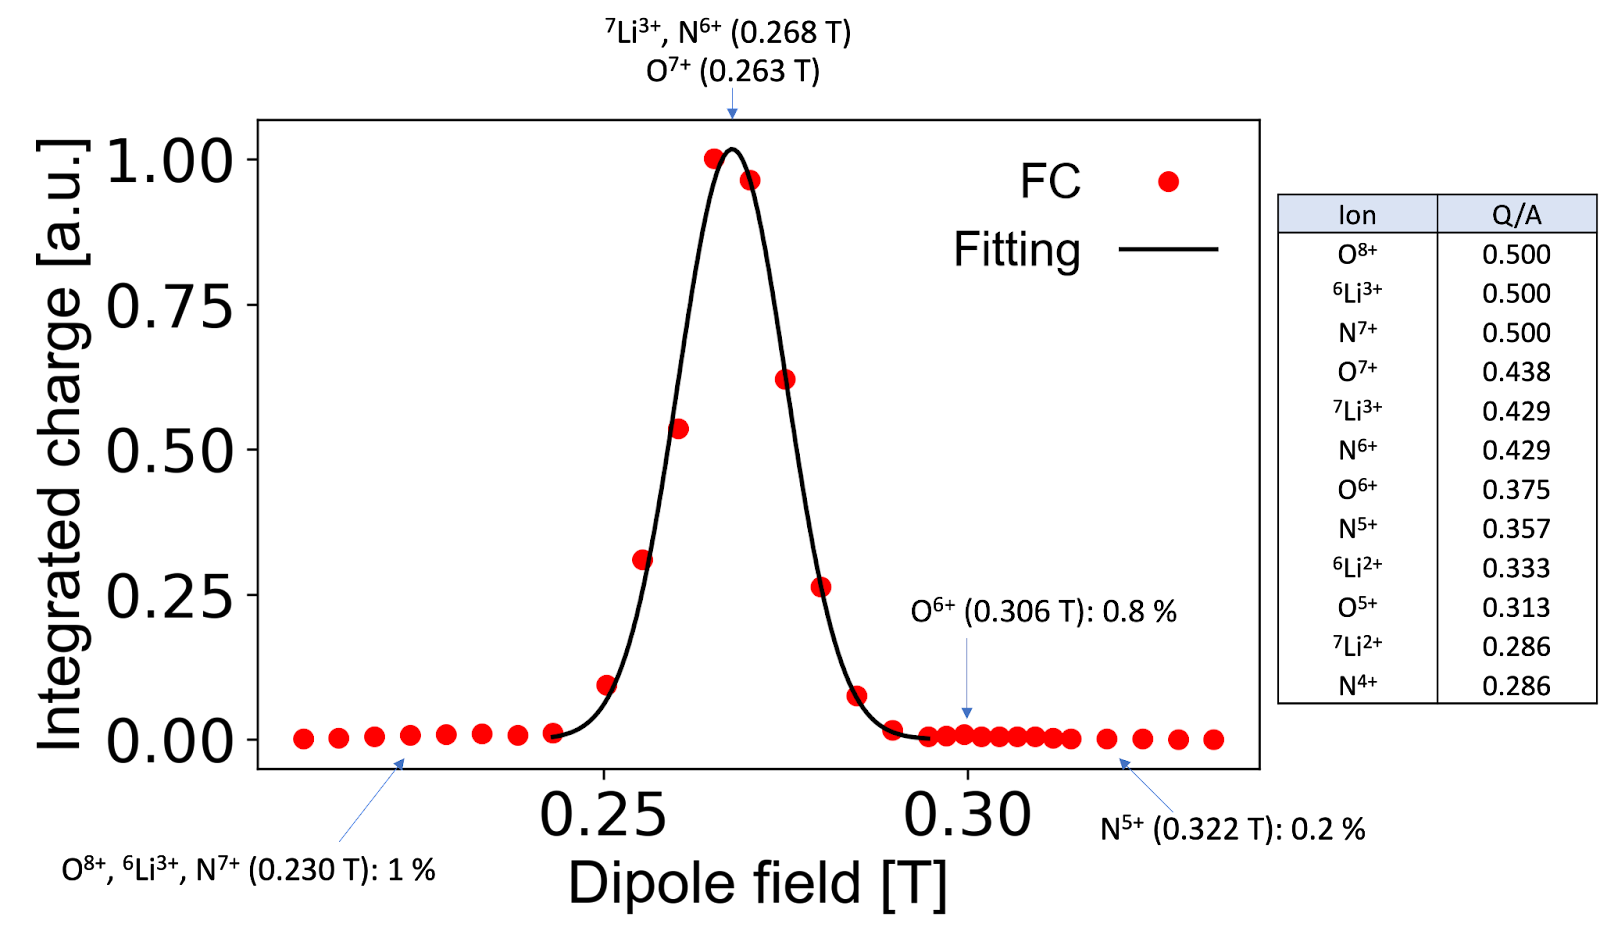 ⁷Li³⁺, N⁶⁺ (0.268 T)
O⁷⁺ (0.263 T)
Integrated charge [a.u.]
1.00
0.75
0.50
0.25
0.00
FC
Fitting
O⁶⁺ (0.306 T): 0.8 %
0.25
0.30
N⁵⁺ (0.322 T): 0.2 %
O⁸⁺, ⁶Li³⁺, N⁷⁺ (0.230 T): 1 %
Dipole field [T]
Ion Q/A
O⁸⁺ 0.500
⁶Li³⁺ 0.500
N⁷⁺ 0.500
O⁷⁺ 0.438
⁷Li³⁺ 0.429
N⁶⁺ 0.429
O⁶⁺ 0.375
N⁵⁺ 0.357
⁶Li²⁺ 0.333
O⁵⁺ 0.313
⁷Li²⁺ 0.286
N⁴⁺ 0.286